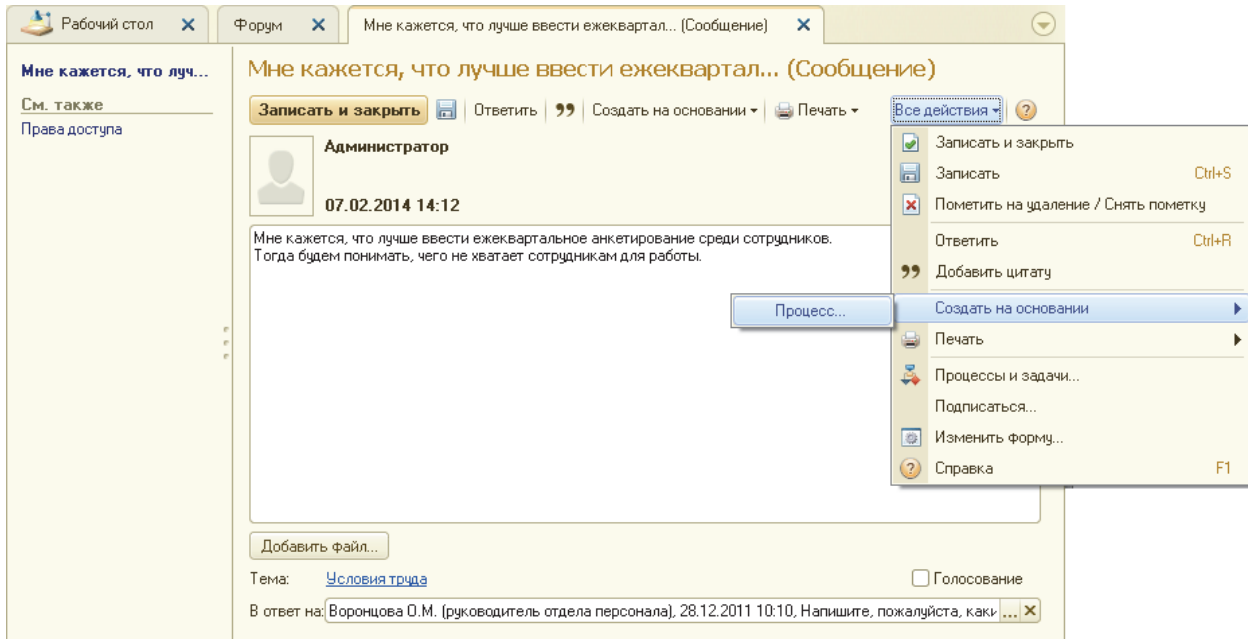 Рабочий стол
Форум
Мне кажется, что лучше ввести ежеквартал... (Сообщение)
Мне кажется, что луч...
См. также
Права доступа
Мне кажется, что лучше ввести ежеквартал... (Сообщение)
Записать и закрыть Ответить Создать на основании Печать Все действия
Администратор
07.02.2014 14:12
Мне кажется, что лучше ввести ежеквартальное анкетирование среди сотрудников.
Тогда будем понимать, чего не хватает сотрудникам для работы.
Записать и закрыть
Записать Ctrl+S
Пометить на удаление / Снять пометку
Ответить Ctrl+R
Добавить цитату
Создать на основании
Процесс...
Печать
Процессы и задачи...
Подписаться...
Изменить форму...
Справка F1
Добавить файл...
Тема: Условия труда Голосование
В ответ на: Воронцова О.М. (руководитель отдела персонала), 28.12.2011 10:10, Напишите, пожалуйста, каки ...